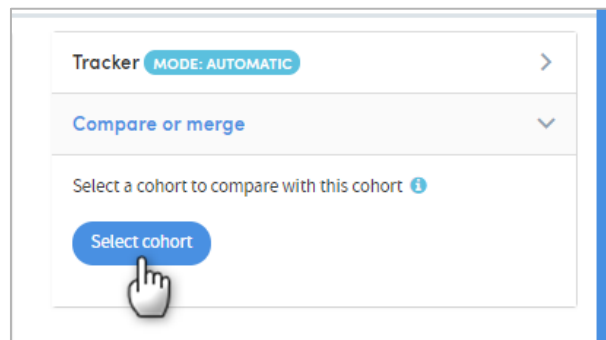 Tracker MODE: AUTOMATIC
Compare or merge
Select a cohort to compare with this cohort
Select cohort